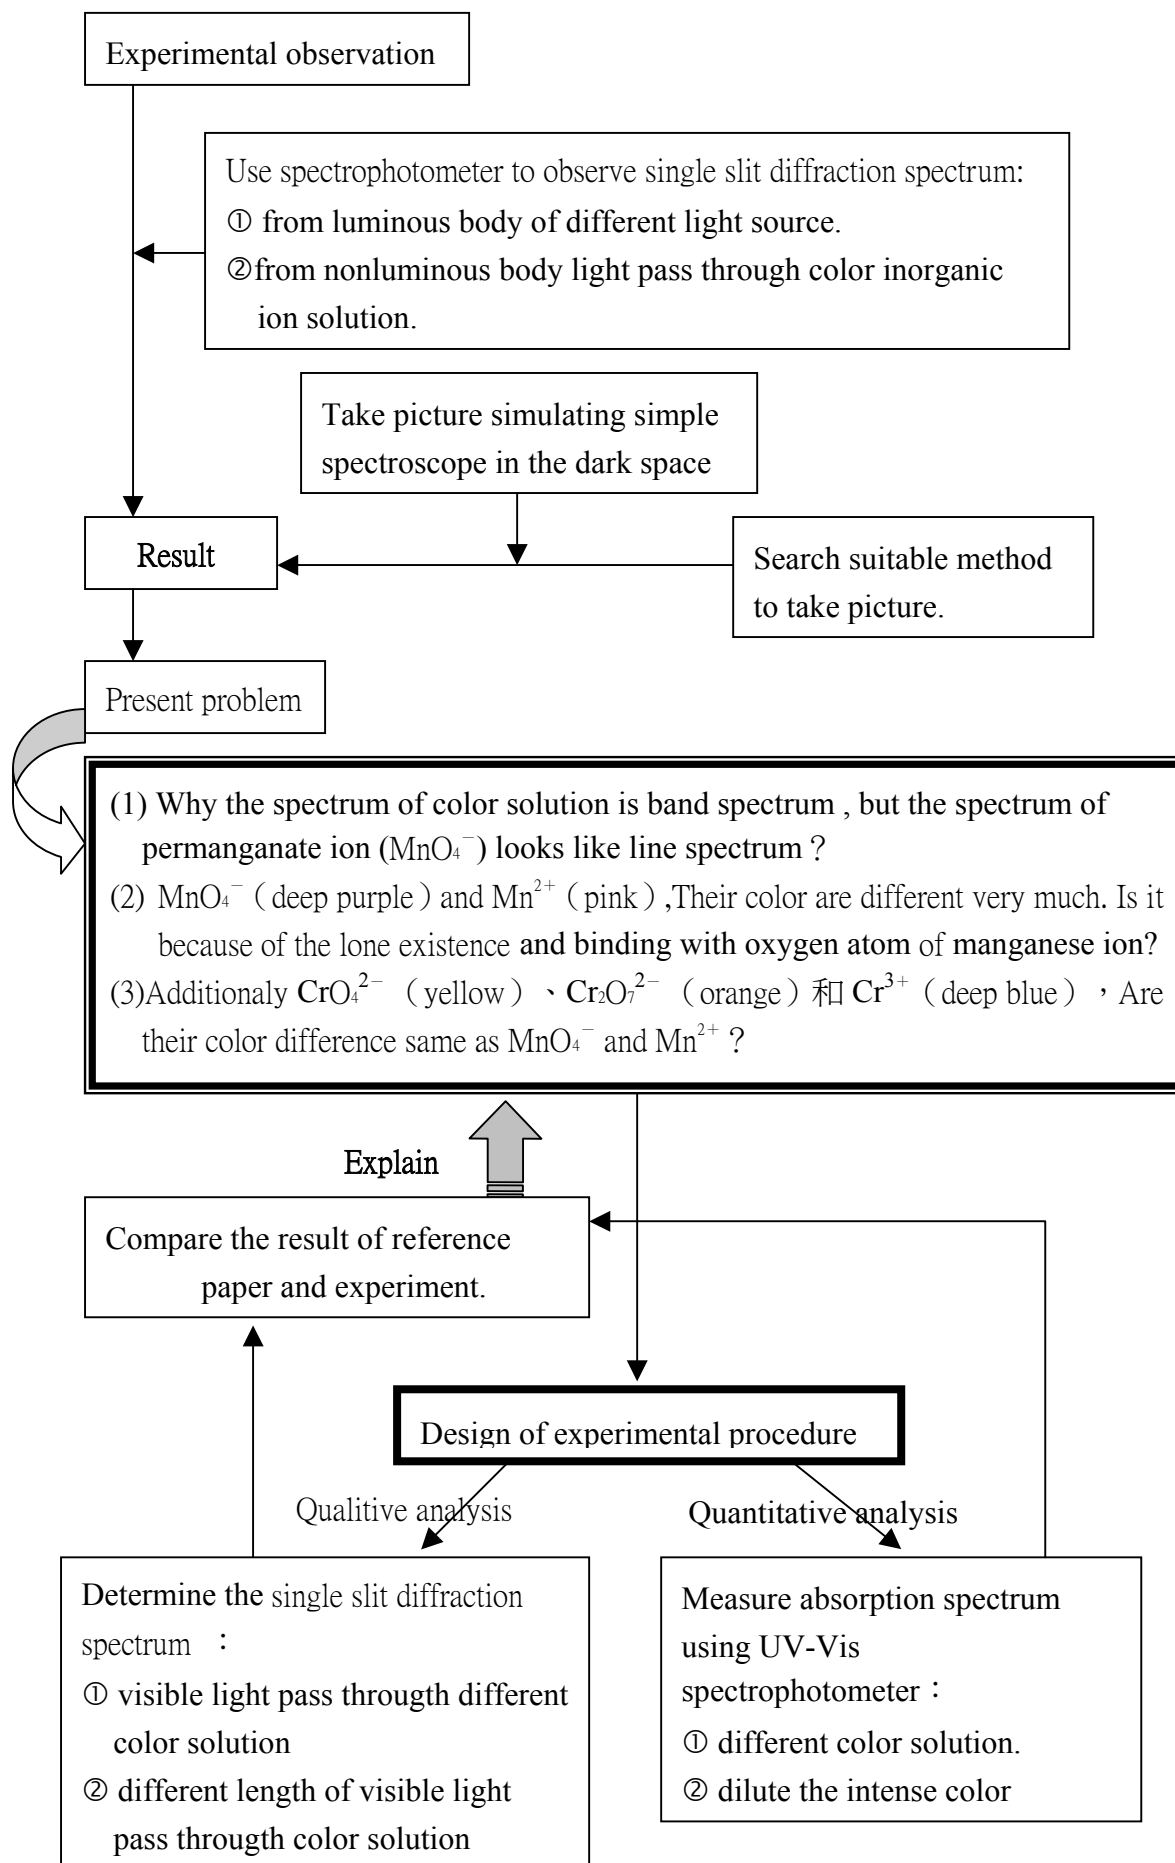 Experimental observation
Use spectrophotometer to observe single slit diffraction spectrum:
① from luminous body of different light source.
②from nonluminous body light pass through color inorganic
ion solution.
Take picture simulating simple
spectroscope in the dark space
Result
Search suitable method
to take picture.
Present problem
(1) Why the spectrum of color solution is band spectrum , but the spectrum of
permanganate ion (MnO₄⁻) looks like line spectrum？
(2) MnO₄⁻（deep purple）and Mn²⁺（pink）,Their color are different very much. Is it
because of the lone existence and binding with oxygen atom of manganese ion?
(3)Additionaly CrO₄²⁻（yellow）、Cr₂O₇²⁻（orange）和 Cr³⁺（deep blue），Are
their color difference same as MnO₄⁻ and Mn²⁺？
Explain
Compare the result of reference
paper and experiment.
Design of experimental procedure
Qualitive analysis
Quantitative analysis
Determine the single slit diffraction
spectrum ：
① visible light pass througth different
color solution
② different length of visible light
pass througth color solution
Measure absorption spectrum
using UV-Vis
spectrophotometer：
① different color solution.
② dilute the intense color